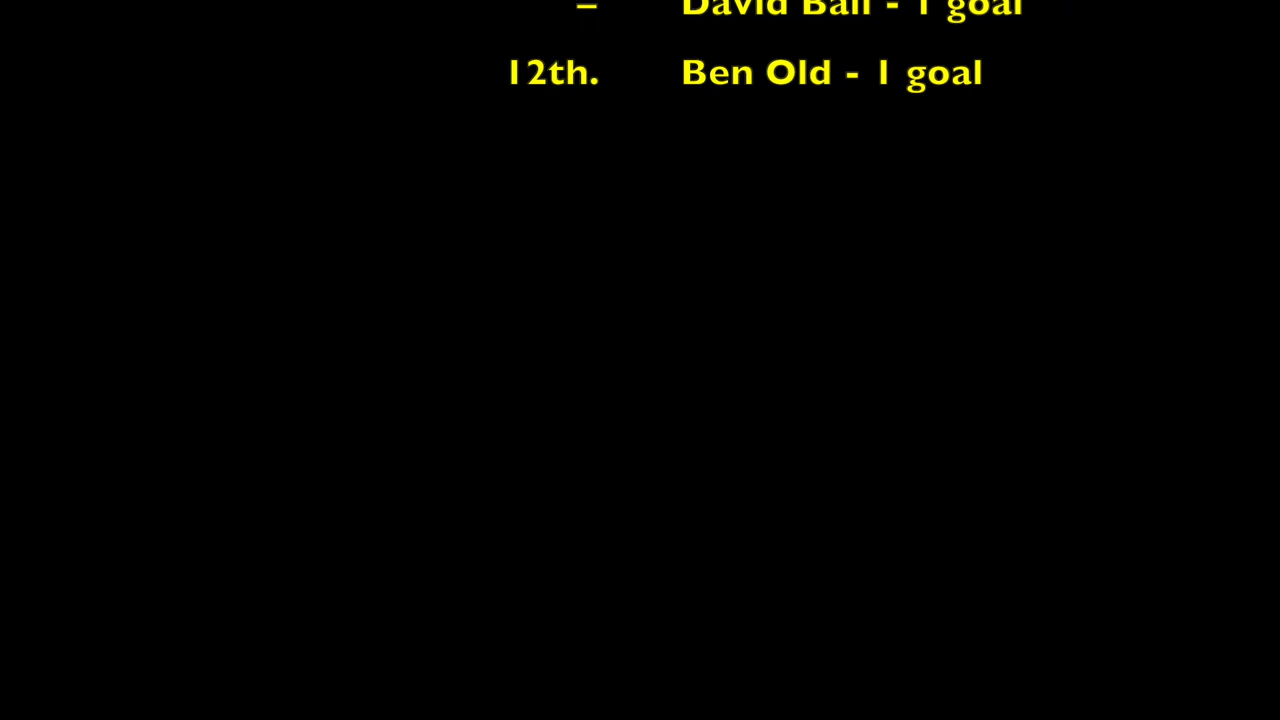 – David Ball - 1 goal
12th. Ben Old - 1 goal